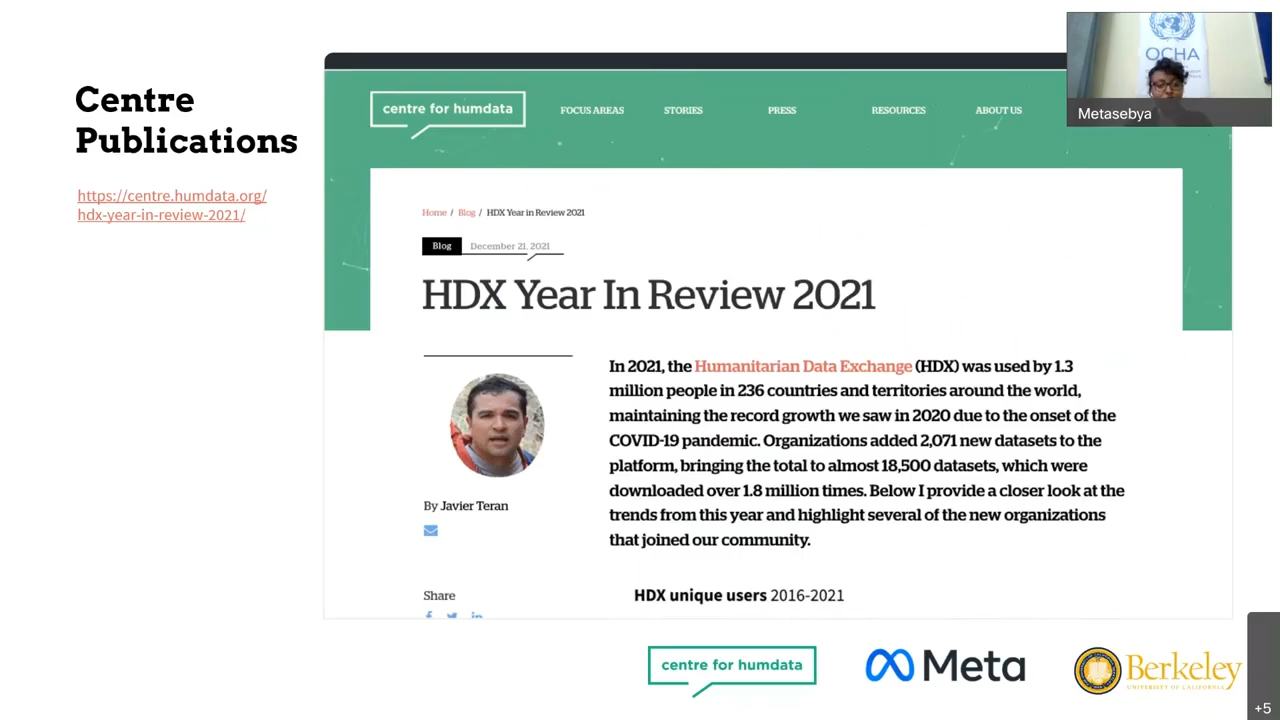 Centre
Publications
https://centre.humdata.org/
hdx-year-in-review-2021/
centre for humdata
FOCUS AREAS
STORIES
PRESS
RESOURCES
ABOUT US
OCHA
Metasebya
Home / Blog / HDX Year in Review 2021
Blog
December 21, 2021
HDX Year In Review 2021
In 2021, the Humanitarian Data Exchange (HDX) was used by 1.3
million people in 236 countries and territories around the world,
maintaining the record growth we saw in 2020 due to the onset of the
COVID-19 pandemic. Organizations added 2,071 new datasets to the
platform, bringing the total to almost 18,500 datasets, which were
downloaded over 1.8 million times. Below I provide a closer look at the
trends from this year and highlight several of the new organizations
that joined our community.
By Javier Teran
Share
HDX unique users 2016-2021
centre for humdata
Meta
Berkeley
UNIVERSITY OF CALIFORNIA
+5